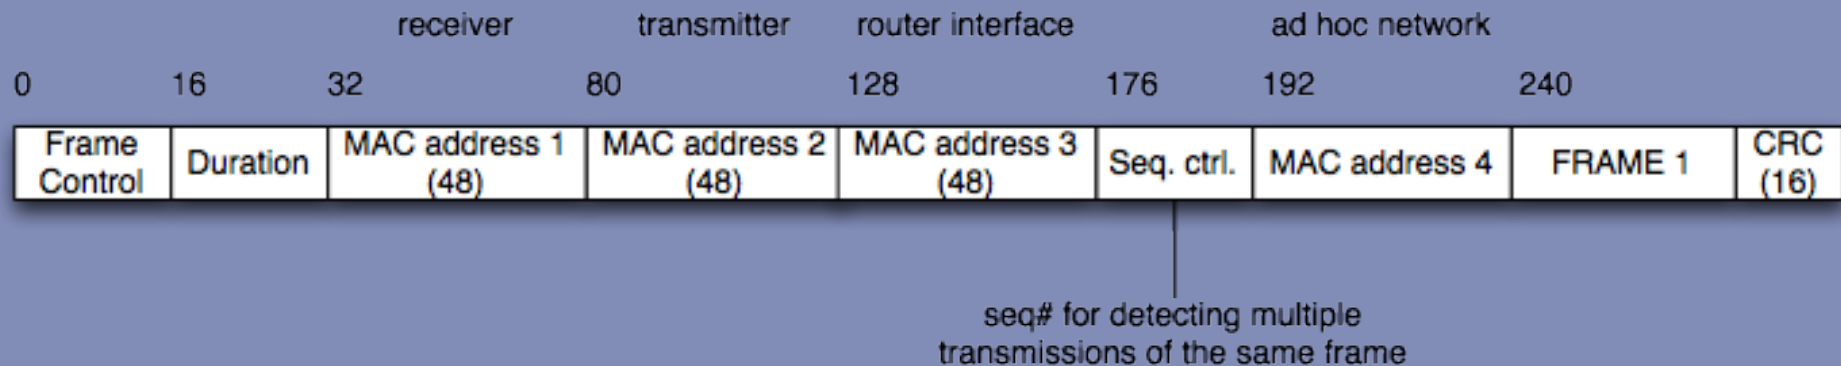 receiver transmitter router interface ad hoc network
0 16 32 80 128 176 192 240
Frame Control
Duration
MAC address 1
(48)
MAC address 2
(48)
MAC address 3
(48)
Seq. ctrl.
MAC address 4
FRAME 1
CRC
(16)
seq# for detecting multiple
transmissions of the same frame